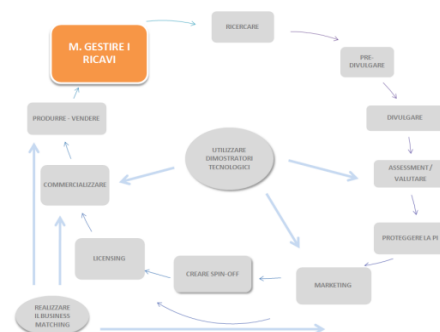 M. GESTIRE I
RICAVI
RICERCARE
PRE-
DIVULGARE
DIVULGARE
ASSESSMENT/
VALUTARE
PROTEGGERE LA PI
MARKETING
CREARE SPIN-OFF
LICENSING
COMMERCIALIZZARE
PRODURRE - VENDERE
UTILIZZARE
DIMOSTRATORI
TECNOLOGICI
REALIZZARE
IL BUSINESS
MATCHING